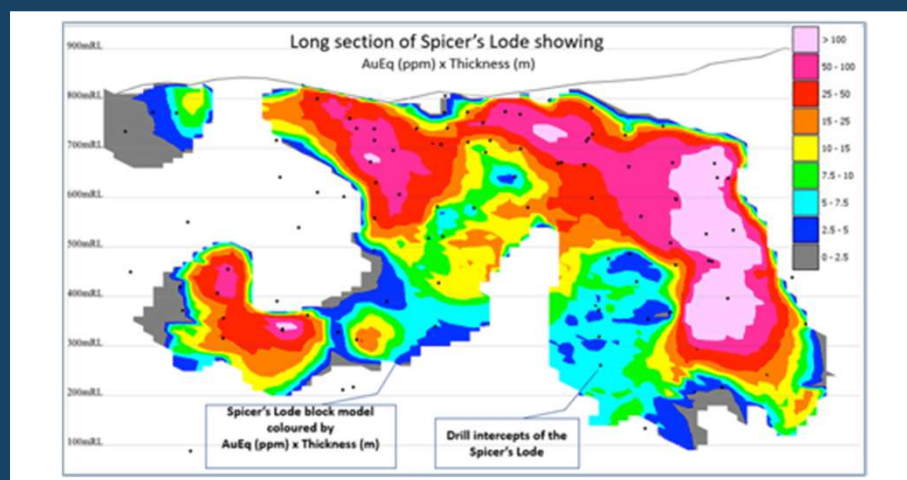 Long section of Spicer's Lode showing
AuEq (ppm) x Thickness (m)
900mRL
800mRL
700mRL
600mRL
500mRL
400mRL
300mRL
200mRL
100mRL
> 100
50 - 100
25 - 50
15 - 25
10 - 15
7.5 - 10
5 - 7.5
2.5 - 5
0 - 2.5
Spicer's Lode block model
coloured by
AuEq (ppm) x Thickness (m)
Drill intercepts of the
Spicer's Lode